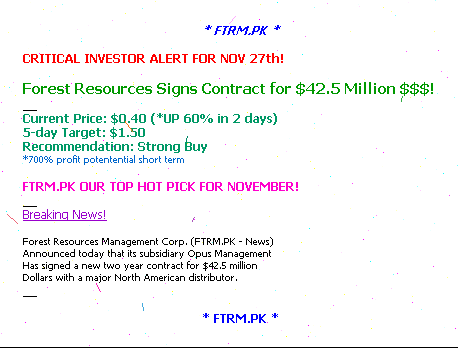 * FTRM.PK *
CRITICAL INVESTOR ALERT FOR NOV 27th!
Forest Resources Signs Contract for $42.5 Million $$$!
Current Price: $0.40 (*UP 60% in 2 days)
5-day Target: $1.50
Recommendation: Strong Buy
*700% profit potentential short term
FTRM.PK OUR TOP HOT PICK FOR NOVEMBER!
Breaking News!
Forest Resources Management Corp. (FTRM.PK - News)
Announced today that its subsidiary Opus Management
Has signed a new two year contract for $42.5 million
Dollars with a major North American distributor.
* FTRM.PK *